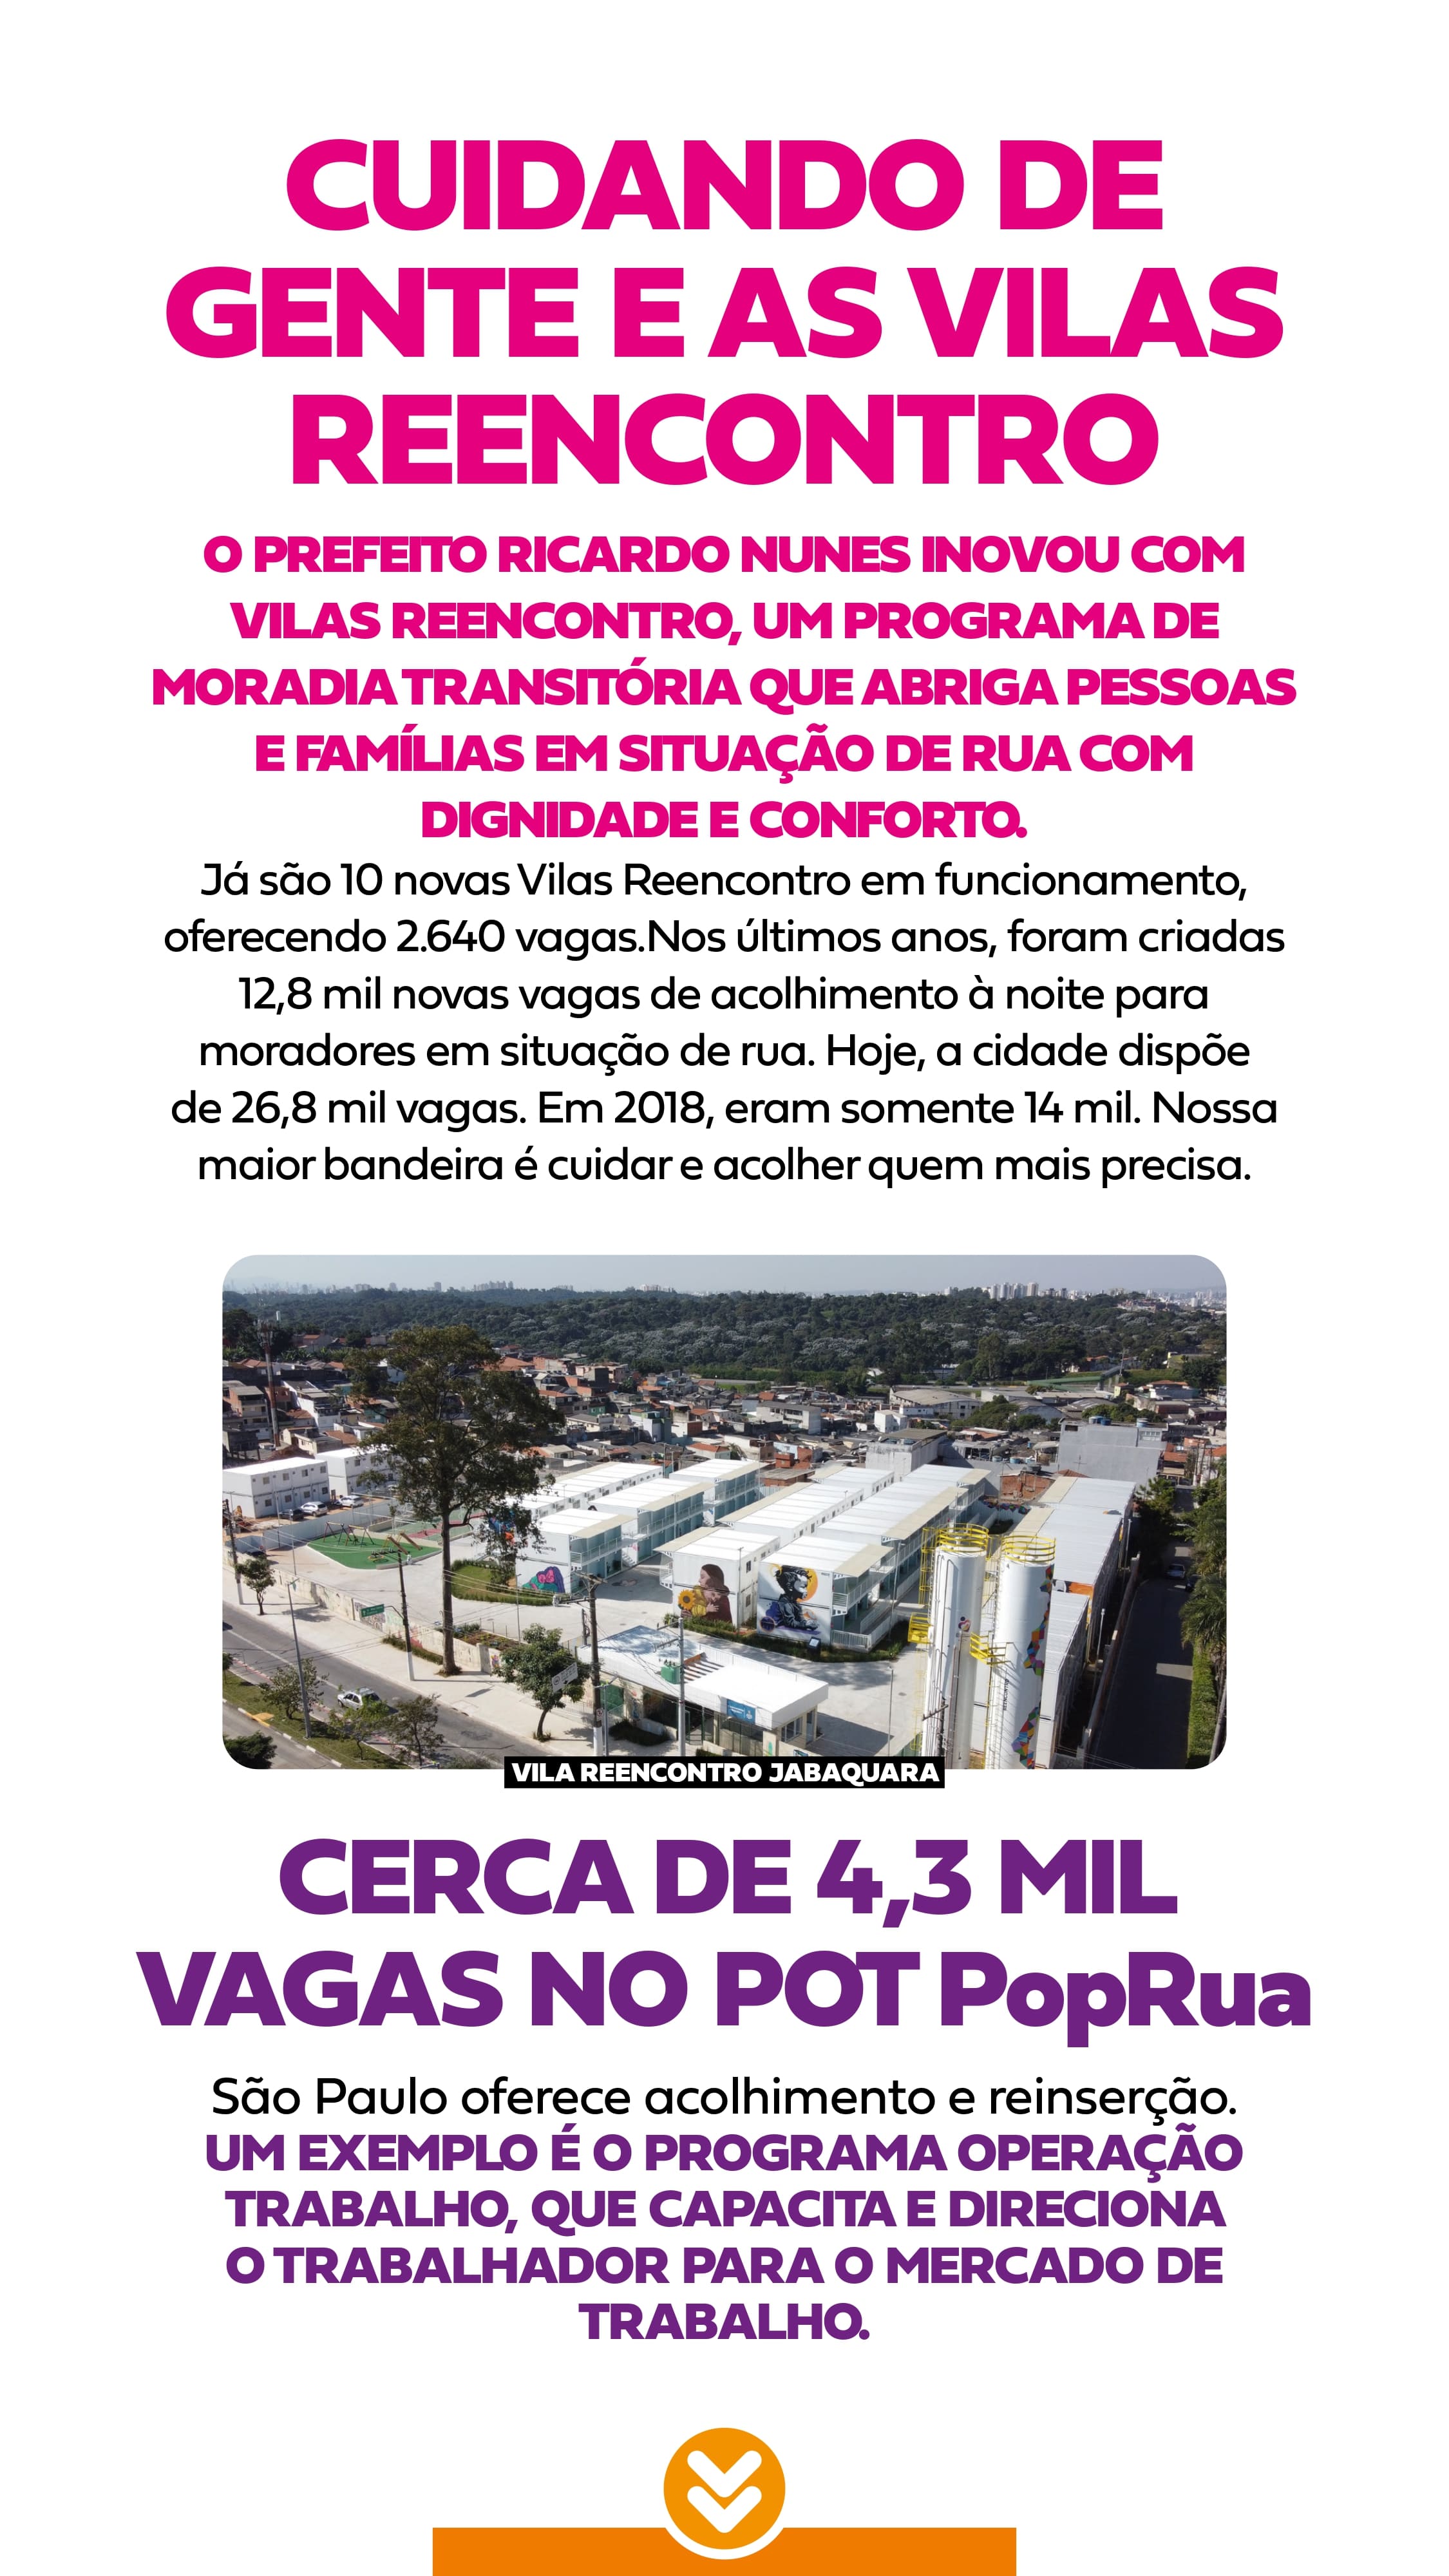 CUIDANDO DE
GENTE E AS VILAS
REENCONTRO
O PREFEITO RICARDO NUNES INOVOU COM
VILAS REENCONTRO, UM PROGRAMA DE
MORADIA TRANSITÓRIA QUE ABRIGA PESSOAS
E FAMÍLIAS EM SITUAÇÃO DE RUA COM
DIGNIDADE E CONFORTO.
Já são 10 novas Vilas Reencontro em funcionamento,
oferecendo 2.640 vagas.Nos últimos anos, foram criadas
12,8 mil novas vagas de acolhimento à noite para
moradores em situação de rua. Hoje, a cidade dispõe
de 26,8 mil vagas. Em 2018, eram somente 14 mil. Nossa
maior bandeira é cuidar e acolher quem mais precisa.
VILA REENCONTRO JABAQUARA
CERCA DE 4,3 MIL
VAGAS NO POT PopRua
São Paulo oferece acolhimento e reinserção.
UM EXEMPLO É O PROGRAMA OPERAÇÃO
TRABALHO, QUE CAPACITA E DIRECIONA
O TRABALHADOR PARA O MERCADO DE
TRABALHO.